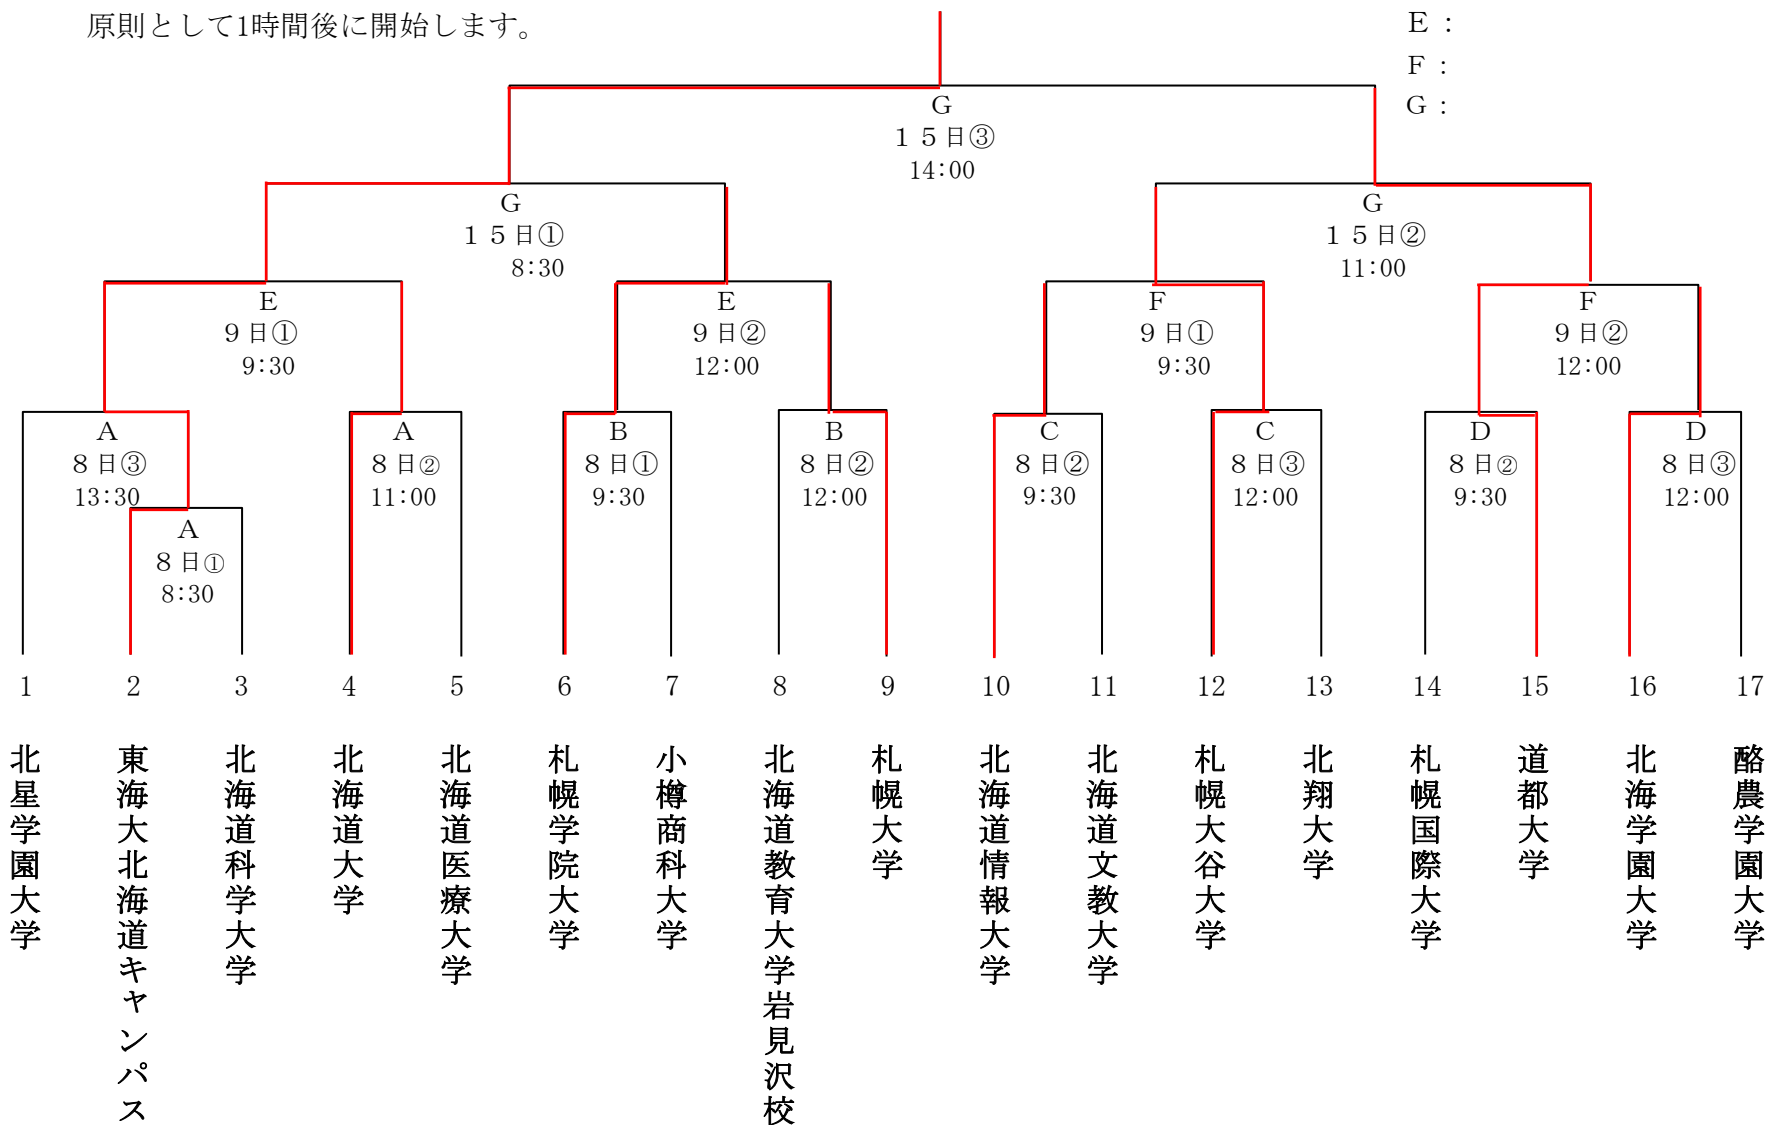 原則として1時間後に開始します。
E：
F：
G：
G
１５日③
14:00
G
１５日①
8:30
G
１５日②
11:00
E
９日①
9:30
E
９日②
12:00
F
９日①
9:30
F
９日②
12:00
A
８日③
13:30
A
８日②
11:00
B
８日①
9:30
B
８日②
12:00
C
８日②
9:30
C
８日③
12:00
D
８日②
9:30
D
８日③
12:00
A
８日①
8:30
1 2 3 4 5 6 7 8 9 10 11 12 13 14 15 16 17
北星学園大学
東海大北海道キャンパス
北海道科学大学
北海道大学
北海道医療大学
札幌学院大学
小樽商科大学
北海道教育大学岩見沢校
札幌大学
北海道情報大学
北海道文教大学
札幌大谷大学
北翔大学
札幌国際大学
道都大学
北海学園大学
酪農学園大学